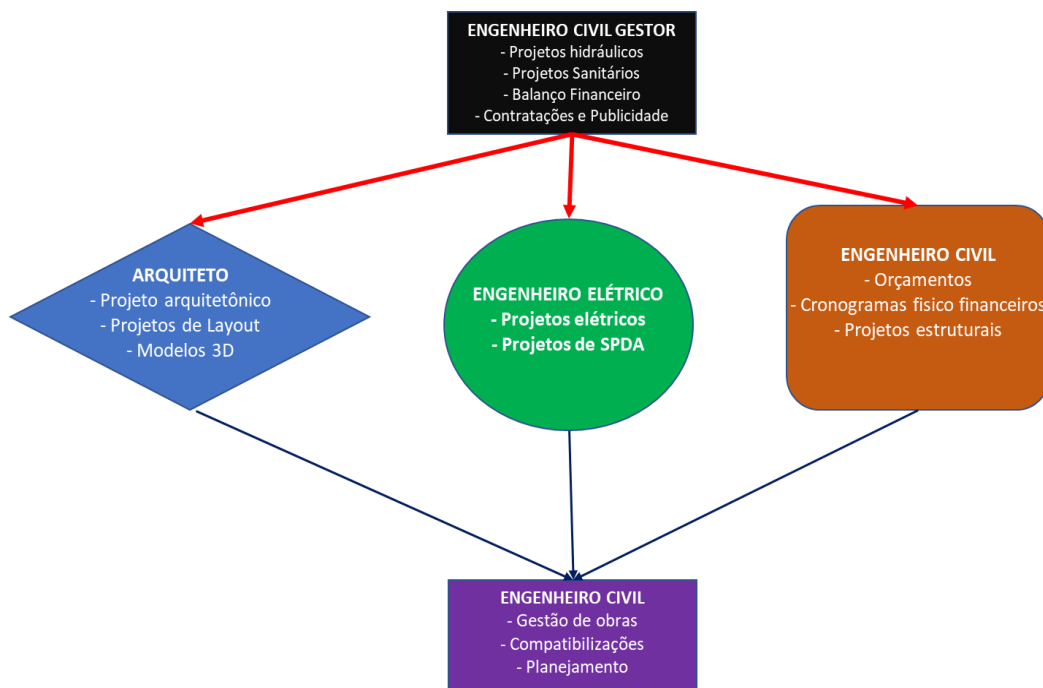 ENGENHEIRO CIVIL GESTOR
- Projetos hidráulicos
- Projetos Sanitários
- Balanço Financeiro
- Contratações e Publicidade
ARQUITETO
- Projeto arquitetônico
- Projetos de Layout
- Modelos 3D
ENGENHEIRO ELÉTRICO
- Projetos elétricos
- Projetos de SPDA
ENGENHEIRO CIVIL
- Orçamentos
- Cronogramas fisico financeiros
- Projetos estruturais
ENGENHEIRO CIVIL
- Gestão de obras
- Compatibilizações
- Planejamento